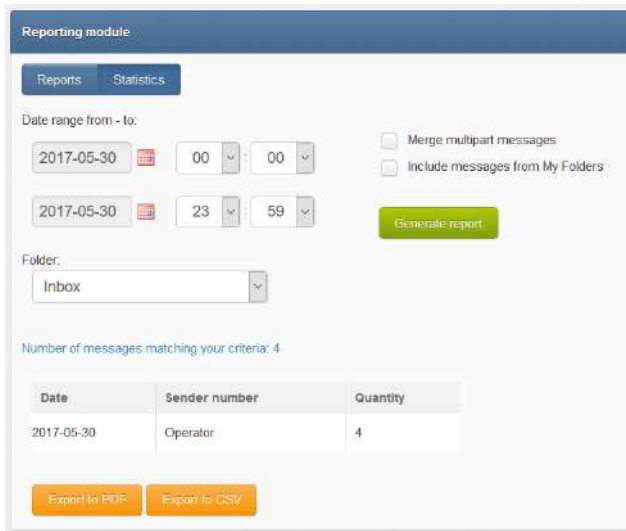 Reporting module
Reports Statistics
Date range from - to:
2017-05-30 00 : 00
2017-05-30 23 : 59
Merge multipart messages
Include messages from My Folders
Generate report
Folder:
Inbox
Number of messages matching your criteria: 4
Date Sender number Quantity
2017-05-30 Operator 4
Export to PDF Export to CSV